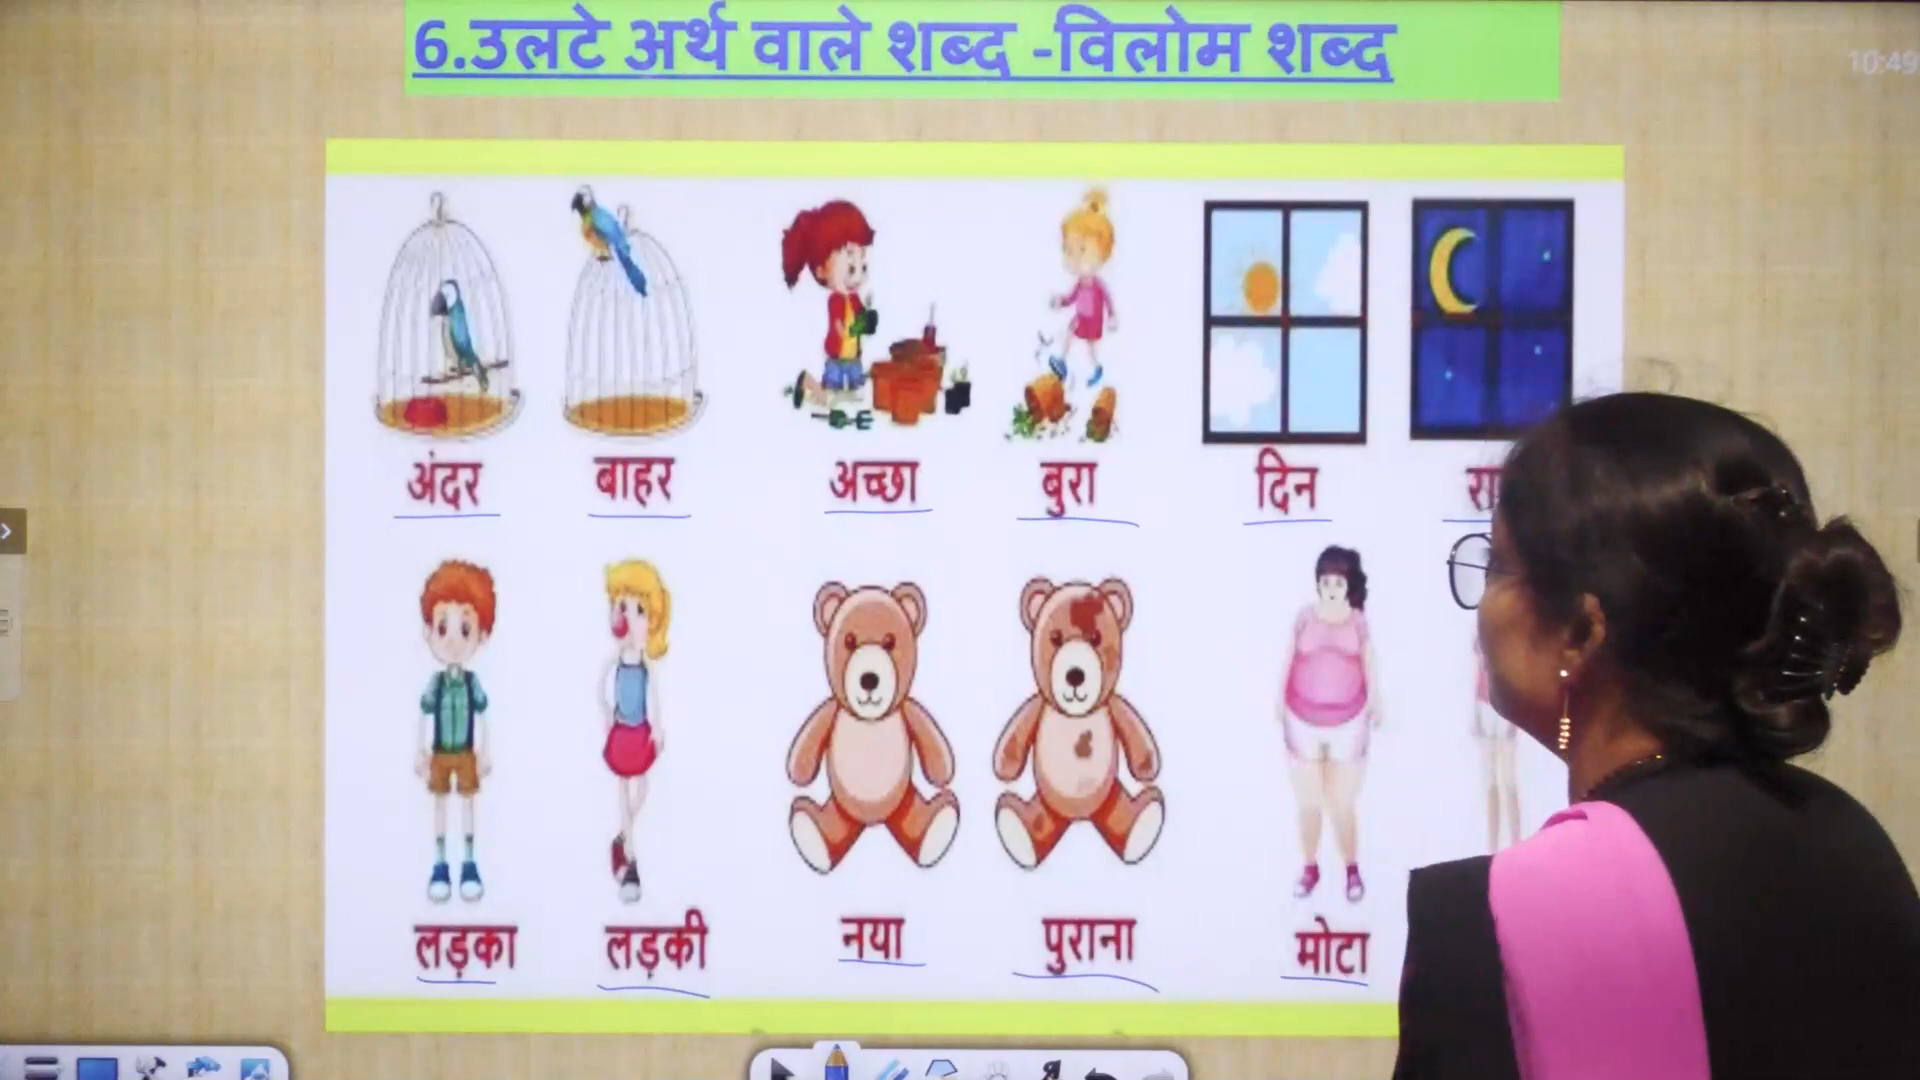 6.उलटे अर्थ वाले शब्द -विलोम शब्द
10:49
अंदर बाहर अच्छा बुरा दिन
लड़का लड़की नया पुराना मोटा